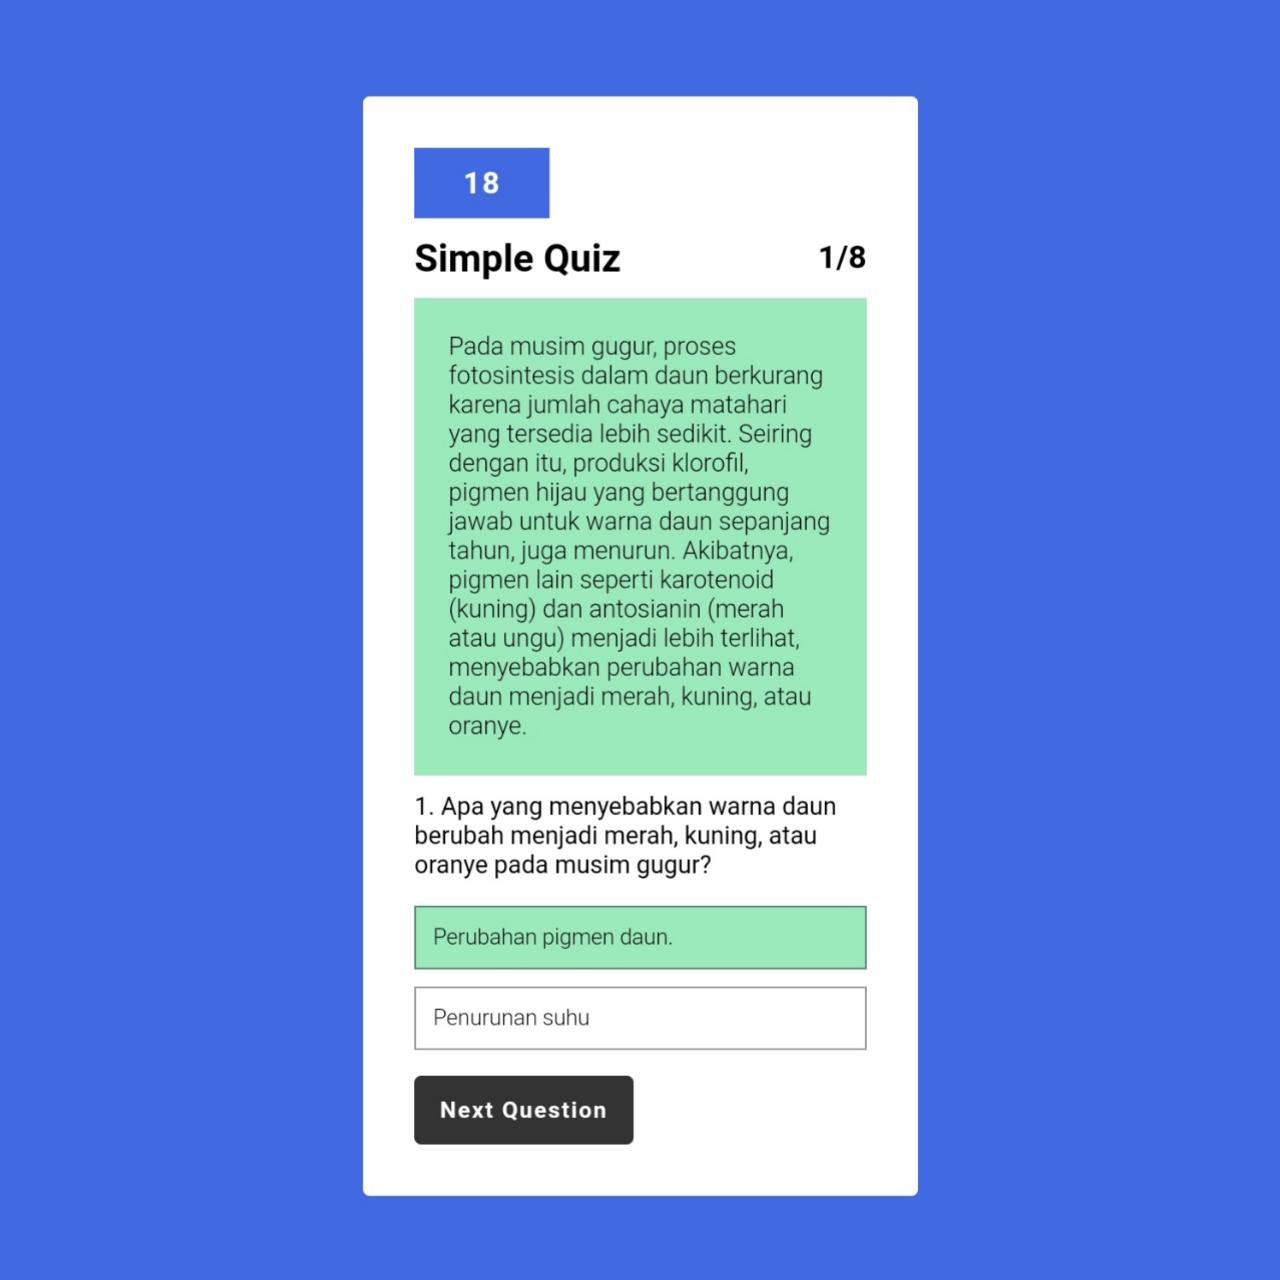 18
Simple Quiz
1/8
Pada musim gugur, proses
fotosintesis dalam daun berkurang
karena jumlah cahaya matahari
yang tersedia lebih sedikit. Seiring
dengan itu, produksi klorofil,
pigmen hijau yang bertanggung
jawab untuk warna daun sepanjang
tahun, juga menurun. Akibatnya,
pigmen lain seperti karotenoid
(kuning) dan antosianin (merah
atau ungu) menjadi lebih terlihat,
menyebabkan perubahan warna
daun menjadi merah, kuning, atau
oranye.
1. Apa yang menyebabkan warna daun
berubah menjadi merah, kuning, atau
oranye pada musim gugur?
Perubahan pigmen daun.
Penurunan suhu
Next Question